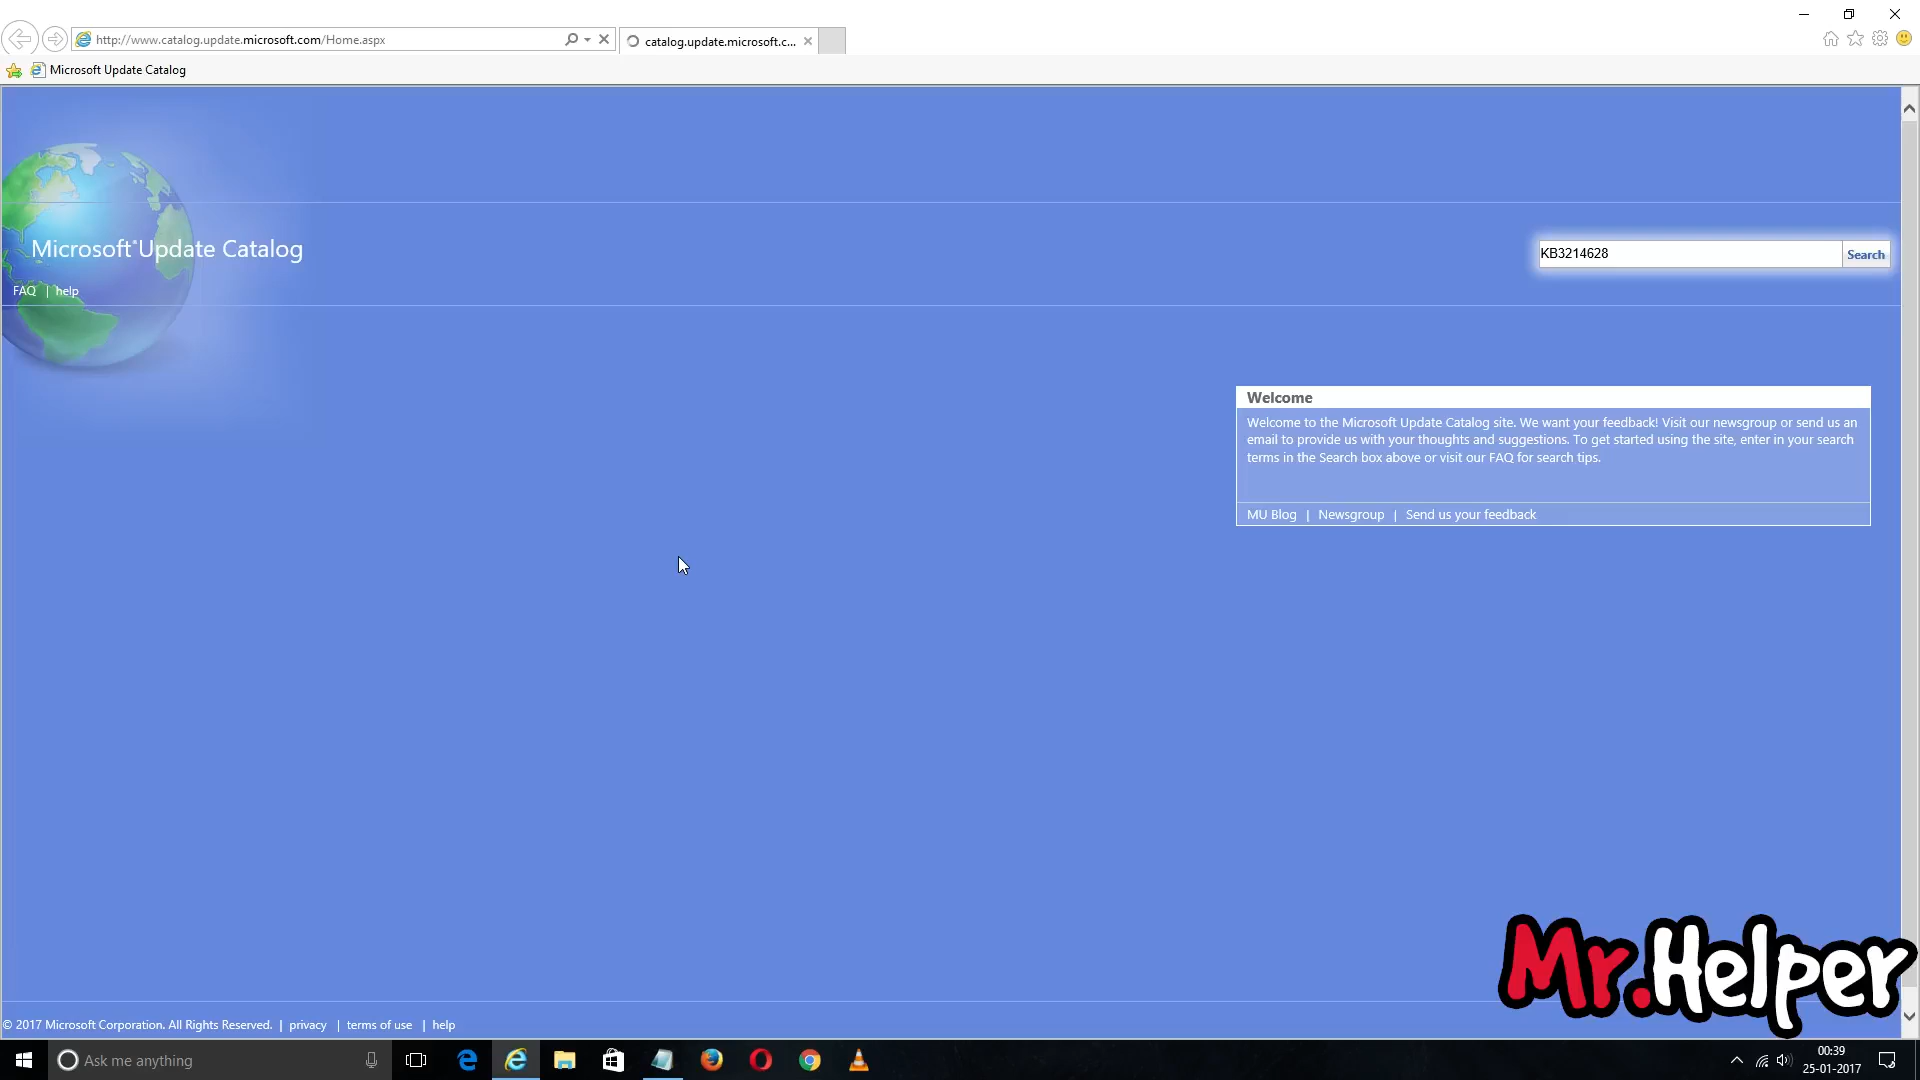 http://www.catalog.update.microsoft.com/Home.aspx
catalog.update.microsoft.c...
Microsoft Update Catalog
Microsoft® Update Catalog
KB3214628
Search
FAQ | help
Welcome
Welcome to the Microsoft Update Catalog site. We want your feedback! Visit our newsgroup or send us an
email to provide us with your thoughts and suggestions. To get started using the site, enter in your search
terms in the Search box above or visit our FAQ for search tips.
MU Blog | Newsgroup | Send us your feedback
Mr.Helper
© 2017 Microsoft Corporation. All Rights Reserved. | privacy | terms of use | help
Ask me anything
00:39
25-01-2017